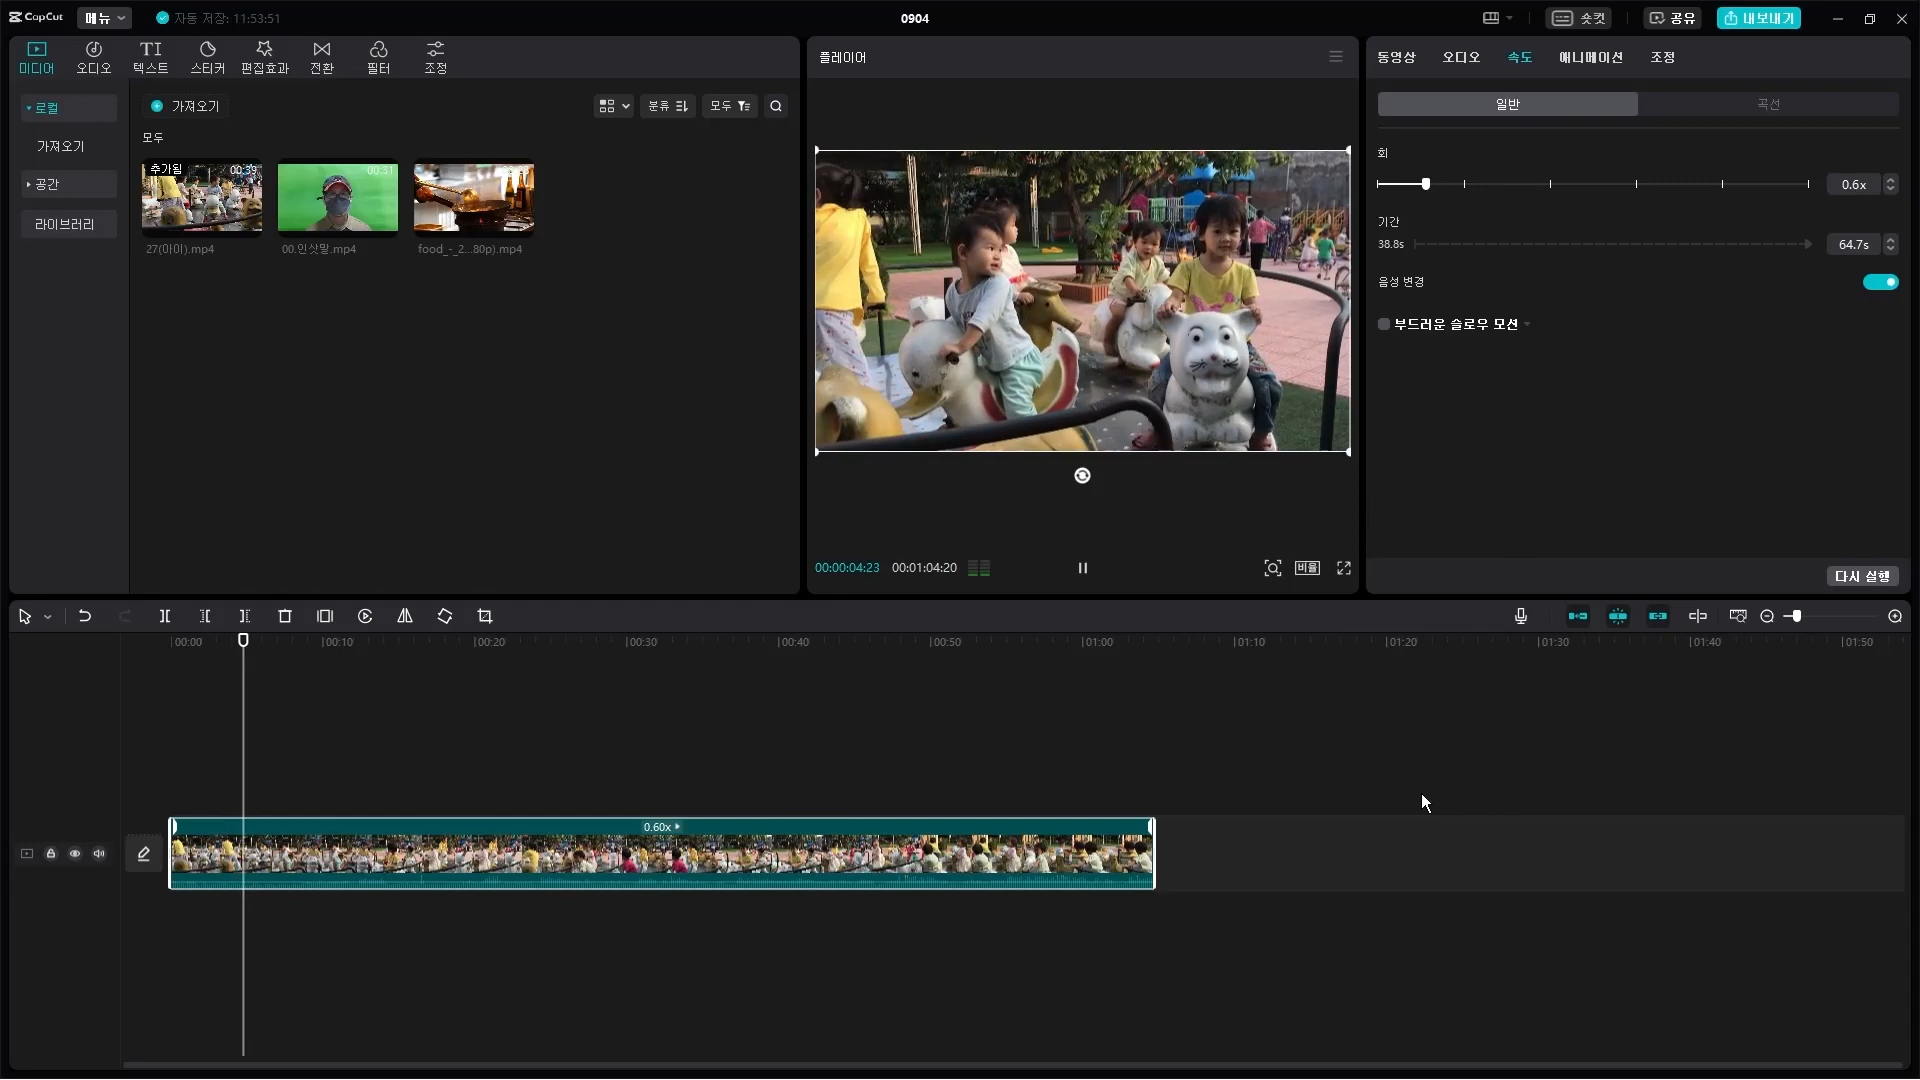 CapCut 메뉴 자동 저장: 11:53:51 0904 숏컷 공유 내보내기
미디어 오디오 텍스트 스티커 편집효과 전환 필터 조정
로컬
가져오기
공간
라이브러리
가져오기 분류 모두
모두
추가됨 00:39 00:31
27(아이).mp4 00.인삿말.mp4 food_-_2...80p).mp4
플레이어
00:00:04:23 00:01:04:20 비율
동영상 오디오 속도 애니메이션 조정
일반 곡선
회
0.6x
기간
38.8s 64.7s
음성 변경
부드러운 슬로우 모션
다시 실행
00:00 00:10 00:20 00:30 00:40 00:50 01:00 01:10 01:20 01:30 01:40 01:50
0.60x